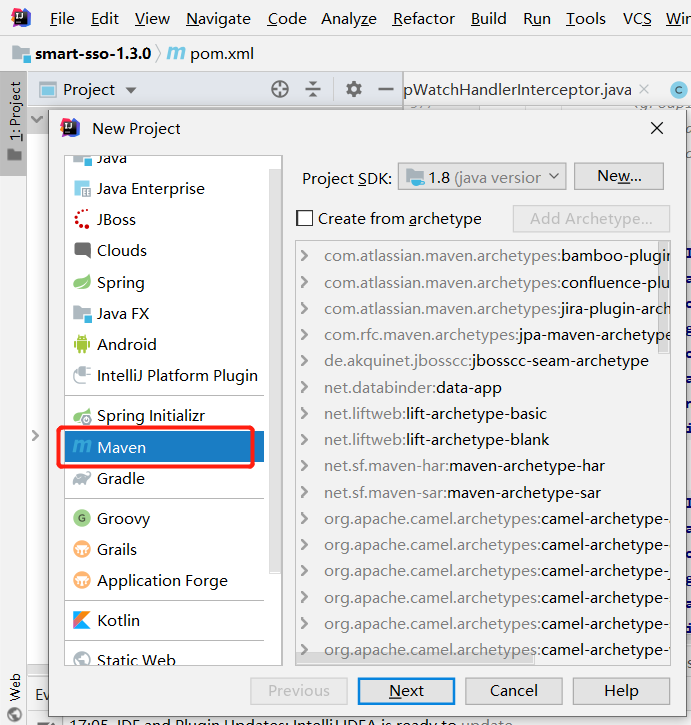 File Edit View Navigate Code Analyze Refactor Build Run Tools VCS
smart-sso-1.3.0 pom.xml
1: Project
Project
pWatchHandlerInterceptor.java
New Project
Java
Java Enterprise
JBoss
Clouds
Spring
Java FX
Android
IntelliJ Platform Plugin
Spring Initializr
Maven
Gradle
Groovy
Grails
Application Forge
Kotlin
Static Web
Project SDK: 1.8 (java version New...
Create from archetype Add Archetype...
com.atlassian.maven.archetypes:bamboo-plugin
com.atlassian.maven.archetypes:confluence-plu
com.atlassian.maven.archetypes:jira-plugin-arch
com.rfc.maven.archetypes:jpa-maven-archetype
de.akquinet.jbosscc:jbosscc-seam-archetype
net.databinder:data-app
net.liftweb:lift-archetype-basic
net.liftweb:lift-archetype-blank
net.sf.maven-har:maven-archetype-har
net.sf.maven-sar:maven-archetype-sar
org.apache.camel.archetypes:camel-archetype-
org.apache.camel.archetypes:camel-archetype-
org.apache.camel.archetypes:camel-archetype-
org.apache.camel.archetypes:camel-archetype-
org.apache.camel.archetypes:camel-archetype-
org.apache.camel.archetypes:camel-archetype-
Previous Next Cancel Help
Web
Ev
17:05 IDE and Plugin Updates: IntelliJ IDEA is ready to update